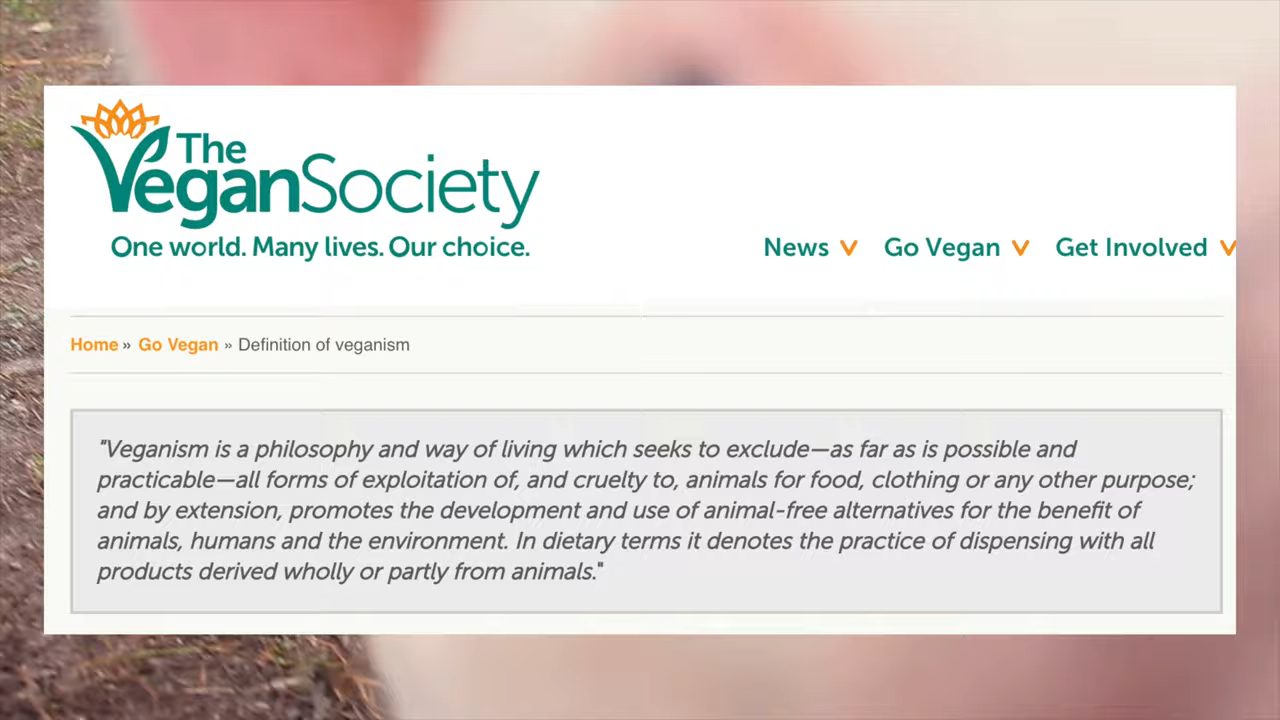 The
VeganSociety
One world. Many lives. Our choice.
News Go Vegan Get Involved
Home » Go Vegan » Definition of veganism
"Veganism is a philosophy and way of living which seeks to exclude—as far as is possible and
practicable—all forms of exploitation of, and cruelty to, animals for food, clothing or any other purpose;
and by extension, promotes the development and use of animal-free alternatives for the benefit of
animals, humans and the environment. In dietary terms it denotes the practice of dispensing with all
products derived wholly or partly from animals."